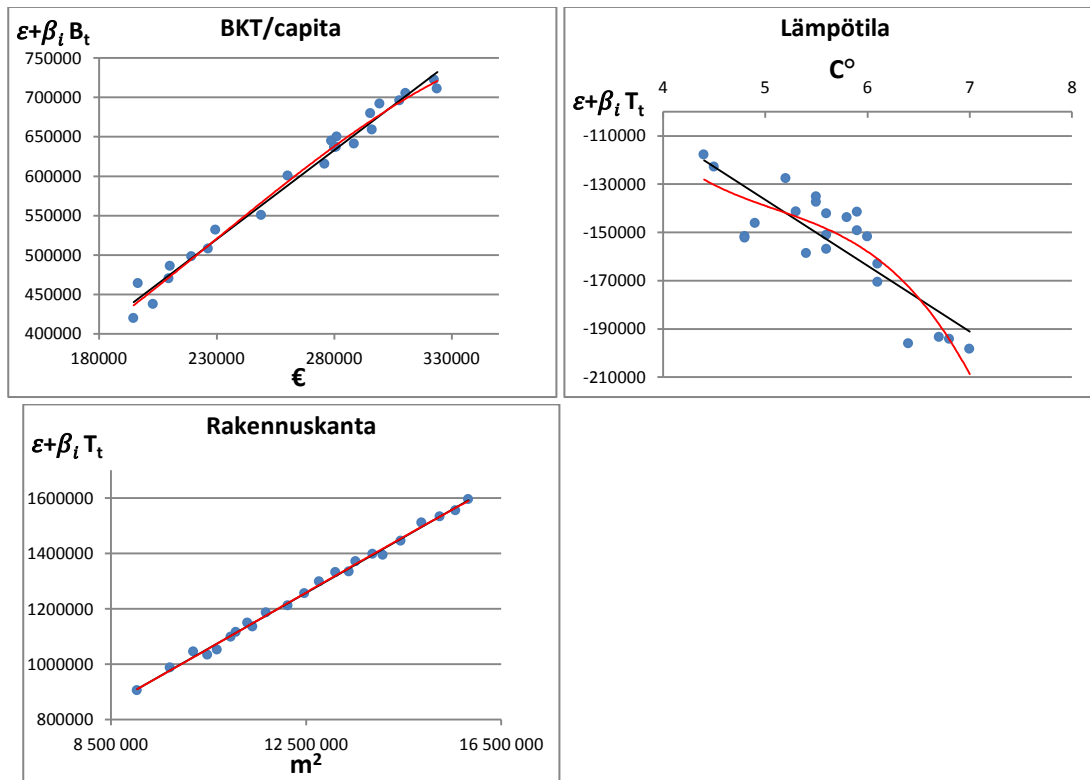 BKT/capita
ε+βi Bt
750000
700000
650000
600000
550000
500000
450000
400000
180000 230000 280000 330000
€
Lämpötila
C°
4 5 6 7 8
ε+βi Tt
-110000
-130000
-150000
-170000
-190000
-210000
Rakennuskanta
ε+βi Tt
1600000
1400000
1200000
1000000
800000
8 500 000 12 500 000 16 500 000
m²